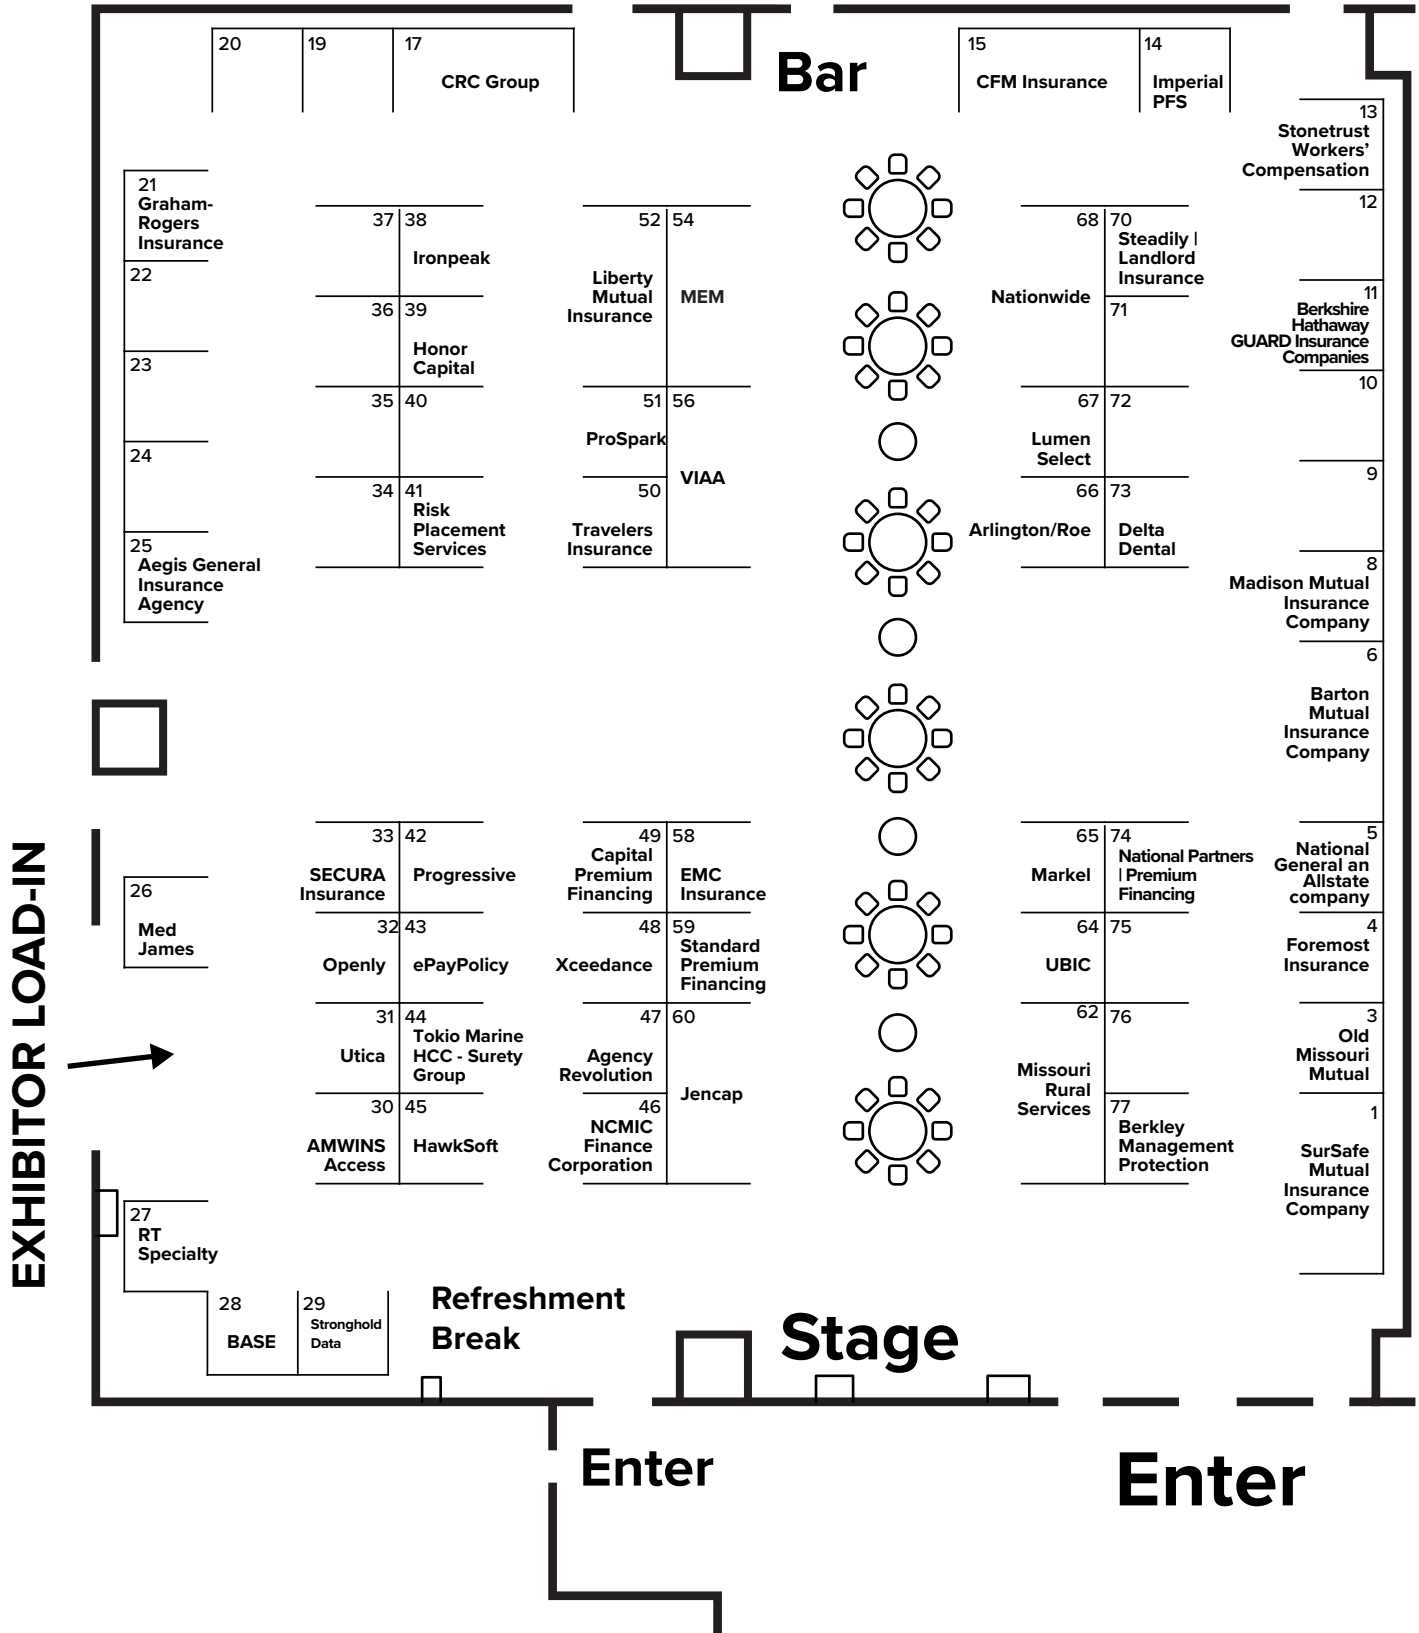 20
19
17
CRC Group
Bar
15
CFM Insurance
14
Imperial
PFS
13
Stonetrust
Workers’
Compensation
12
11
Berkshire
Hathaway
GUARD Insurance
Companies
10
9
8
Madison Mutual
Insurance
Company
6
Barton
Mutual
Insurance
Company
5
National
General an
Allstate
company
4
Foremost
Insurance
3
Old
Missouri
Mutual
1
SurSafe
Mutual
Insurance
Company
21
Graham-
Rogers
Insurance
22
23
24
25
Aegis General
Insurance
Agency
37
38
Ironpeak
36
39
Honor
Capital
35
40
34
41
Risk
Placement
Services
52
Liberty
Mutual
Insurance
54
MEM
51
ProSpark
56
VIAA
50
Travelers
Insurance
68
Nationwide
70
Steadily |
Landlord
Insurance
71
67
Lumen
Select
72
66
Arlington/Roe
73
Delta
Dental
EXHIBITOR LOAD-IN
26
Med
James
27
RT
Specialty
28
BASE
29
Stronghold
Data
33
SECURA
Insurance
42
Progressive
32
Openly
43
ePayPolicy
31
Utica
44
Tokio Marine
HCC - Surety
Group
30
AMWINS
Access
45
HawkSoft
49
Capital
Premium
Financing
58
EMC
Insurance
48
Xceedance
59
Standard
Premium
Financing
47
Agency
Revolution
60
Jencap
46
NCMIC
Finance
Corporation
65
Markel
74
National Partners
| Premium
Financing
64
UBIC
75
62
Missouri
Rural
Services
76
77
Berkley
Management
Protection
Refreshment
Break
Stage
Enter
Enter